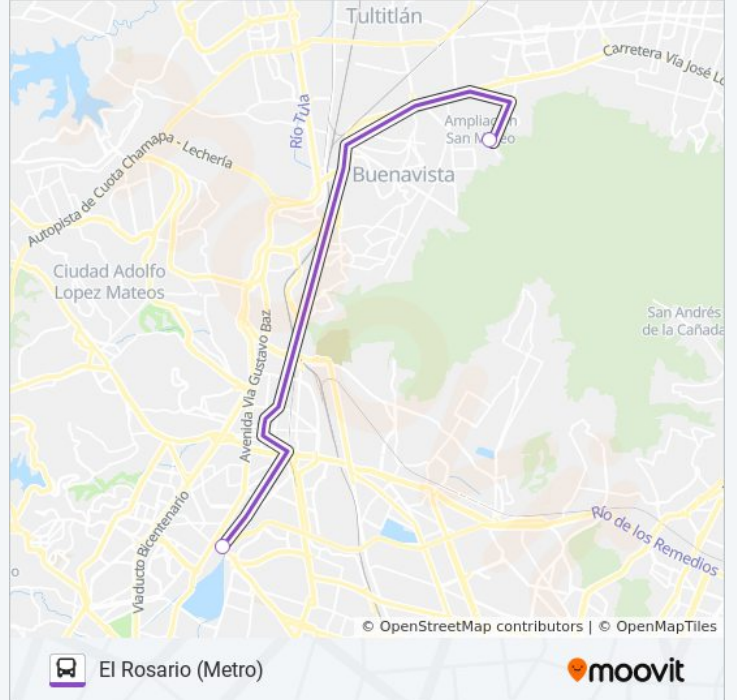 Tultitlán
Carretera Vía José Lo
Río Tula
Ampliación
San Mateo
pa - Lechería
Autopista de Cuota Chamapa
Buenavista
Ciudad Adolfo
Lopez Mateos
San Andrés
de la Cañada
Avenida Vía Gustavo Baz
Viaducto Bicentenario
Río de los Remedios
o
© OpenStreetMap contributors | © OpenMapTiles
El Rosario (Metro)
moovit